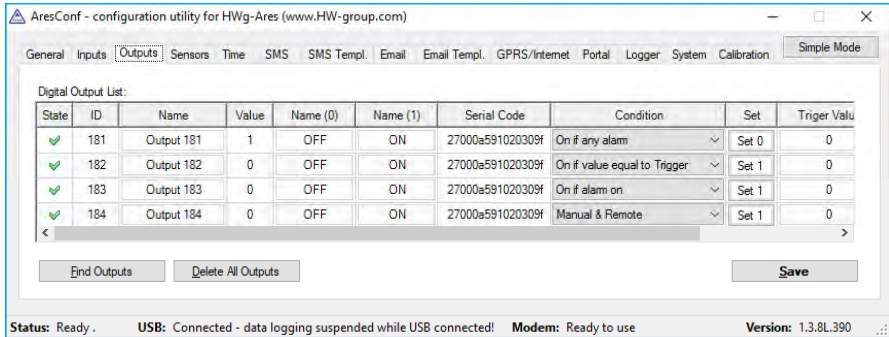 AresConf - configuration utility for HWg-Ares (www.HW-group.com)
General Inputs Outputs Sensors Time SMS SMS Templ. Email Email Templ. GPRS/Internet Portal Logger System Calibration Simple Mode
Digital Output List:
State ID Name Value Name (0) Name (1) Serial Code Condition Set Triger Valu
181 Output 181 1 OFF ON 27000a591020309f On if any alarm Set 0 0
182 Output 182 0 OFF ON 27000a591020309f On if value equal to Trigger Set 1 0
183 Output 183 0 OFF ON 27000a591020309f On if alarm on Set 1 0
184 Output 184 0 OFF ON 27000a591020309f Manual & Remote Set 1 0
Find Outputs Delete All Outputs Save
Status: Ready . USB: Connected - data logging suspended while USB connected! Modem: Ready to use Version: 1.3.8L.390